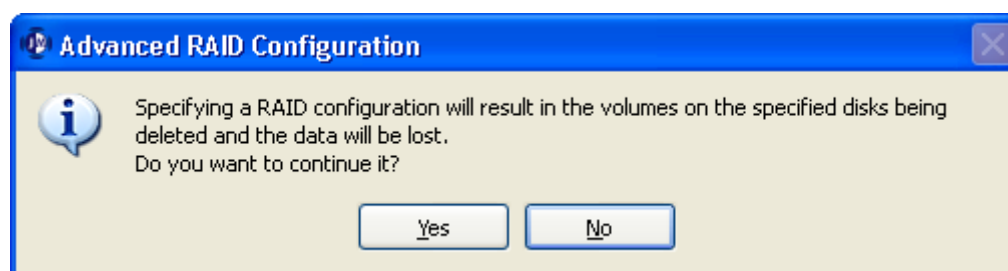 Advanced RAID Configuration
Specifying a RAID configuration will result in the volumes on the specified disks being
deleted and the data will be lost.
Do you want to continue it?
Yes
No